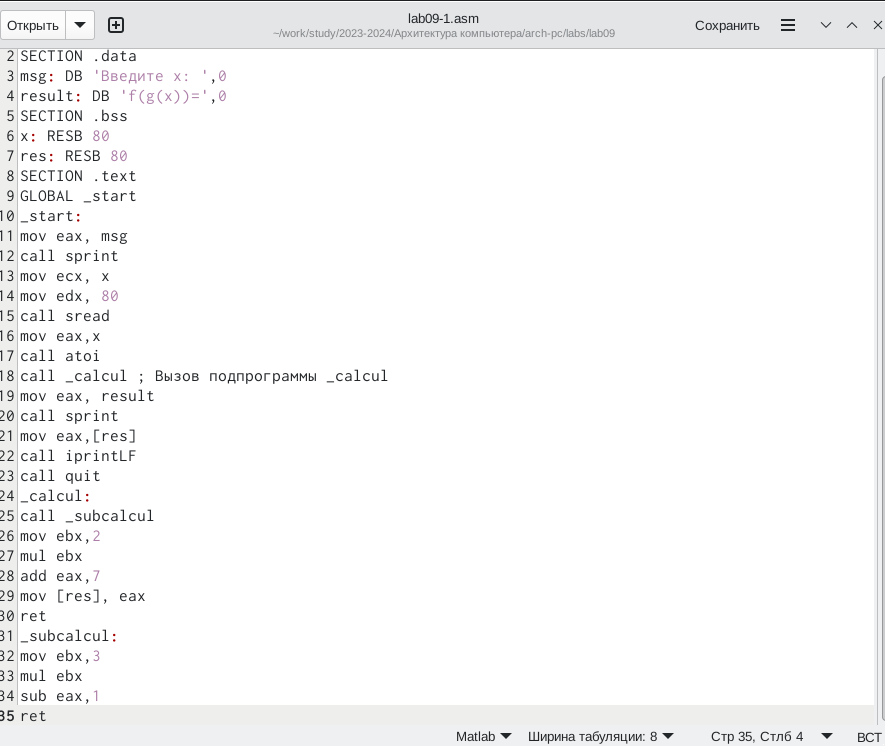 Открыть
lab09-1.asm
~/work/study/2023-2024/Архитектура компьютера/arch-pc/labs/lab09
Сохранить
2 SECTION .data
3 msg: DB 'Введите x: ',0
4 result: DB 'f(g(x))=',0
5 SECTION .bss
6 x: RESB 80
7 res: RESB 80
8 SECTION .text
9 GLOBAL _start
10 _start:
11 mov eax, msg
12 call sprint
13 mov ecx, x
14 mov edx, 80
15 call sread
16 mov eax,x
17 call atoi
18 call _calcul ; Вызов подпрограммы _calcul
19 mov eax, result
20 call sprint
21 mov eax,[res]
22 call iprintLF
23 call quit
24 _calcul:
25 call _subcalcul
26 mov ebx,2
27 mul ebx
28 add eax,7
29 mov [res], eax
30 ret
31 _subcalcul:
32 mov ebx,3
33 mul ebx
34 sub eax,1
35 ret
Matlab Ширина табуляции: 8 Стр 35, Стлб 4 ВСТ